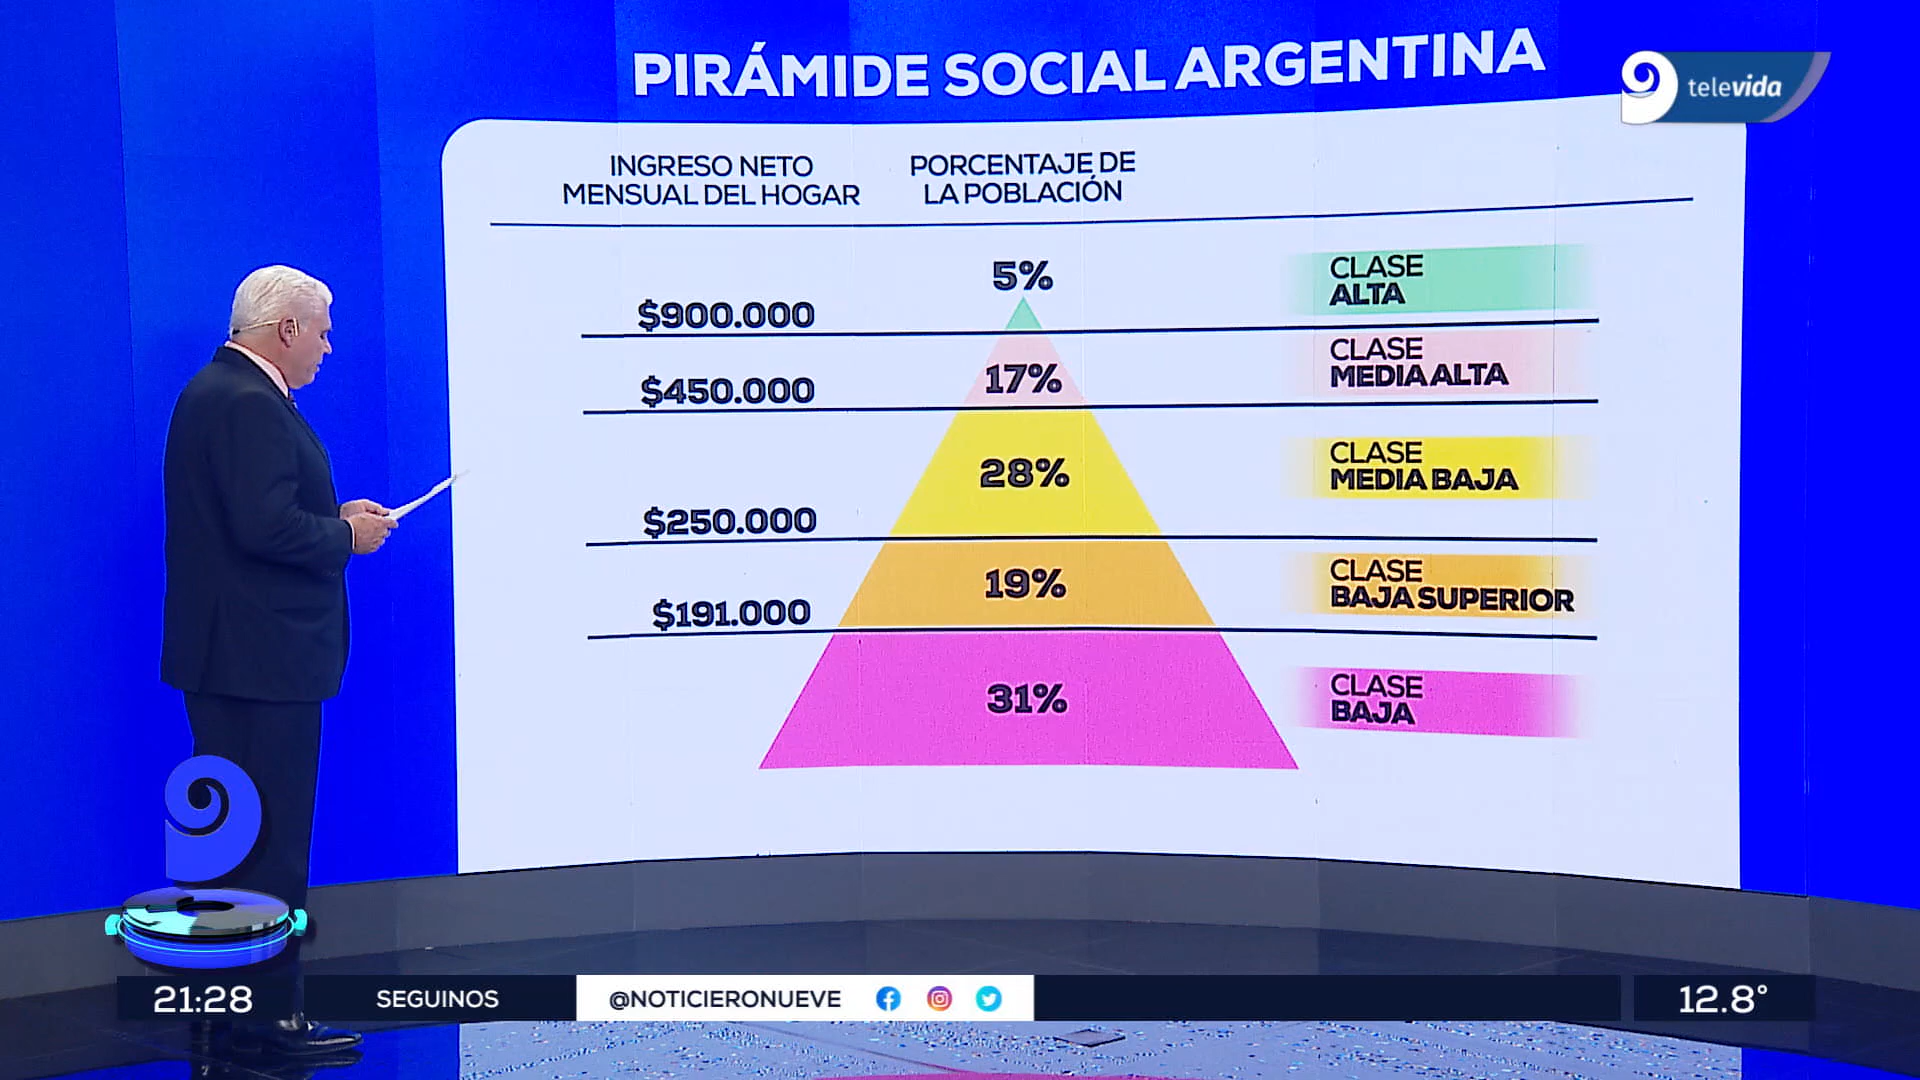 PIRÁMIDE SOCIAL ARGENTINA
televida
INGRESO NETO
MENSUAL DEL HOGAR
PORCENTAJE DE
LA POBLACIÓN
5%
CLASE
ALTA
$900.000
17%
CLASE
MEDIA ALTA
$450.000
28%
CLASE
MEDIA BAJA
$250.000
19%
CLASE
BAJA SUPERIOR
$191.000
31%
CLASE
BAJA
21:28
SEGUINOS
@NOTICIERONUEVE
12.8°